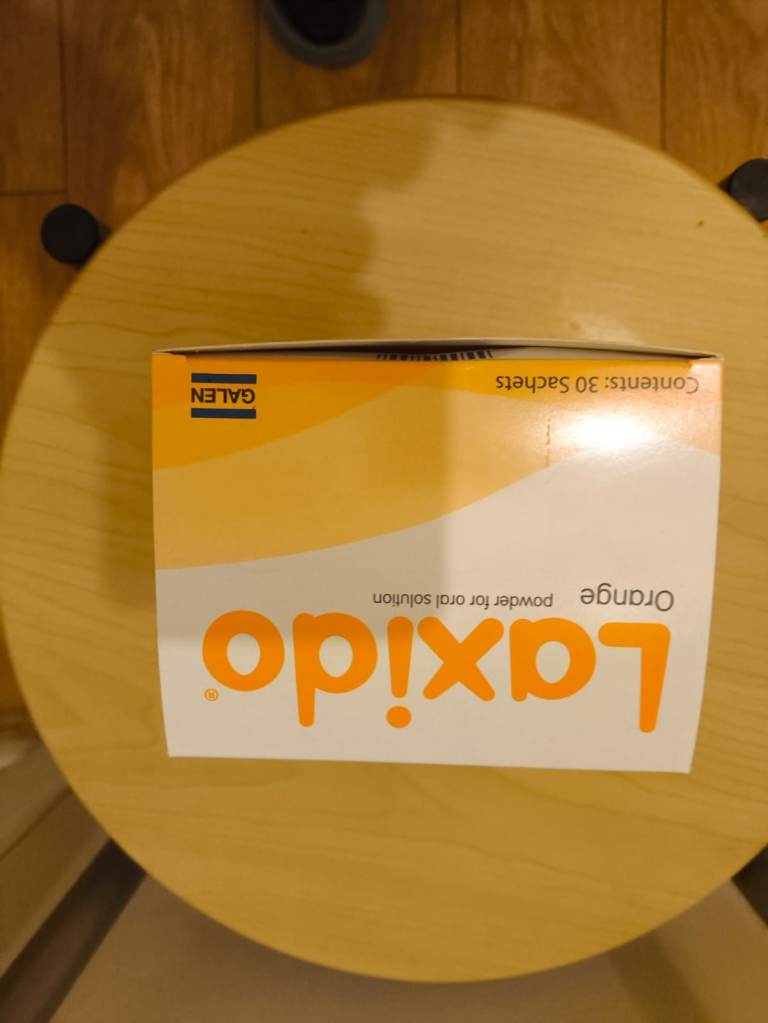 Laxido®
Orange powder for oral solution
Contents: 30 Sachets
GALEN